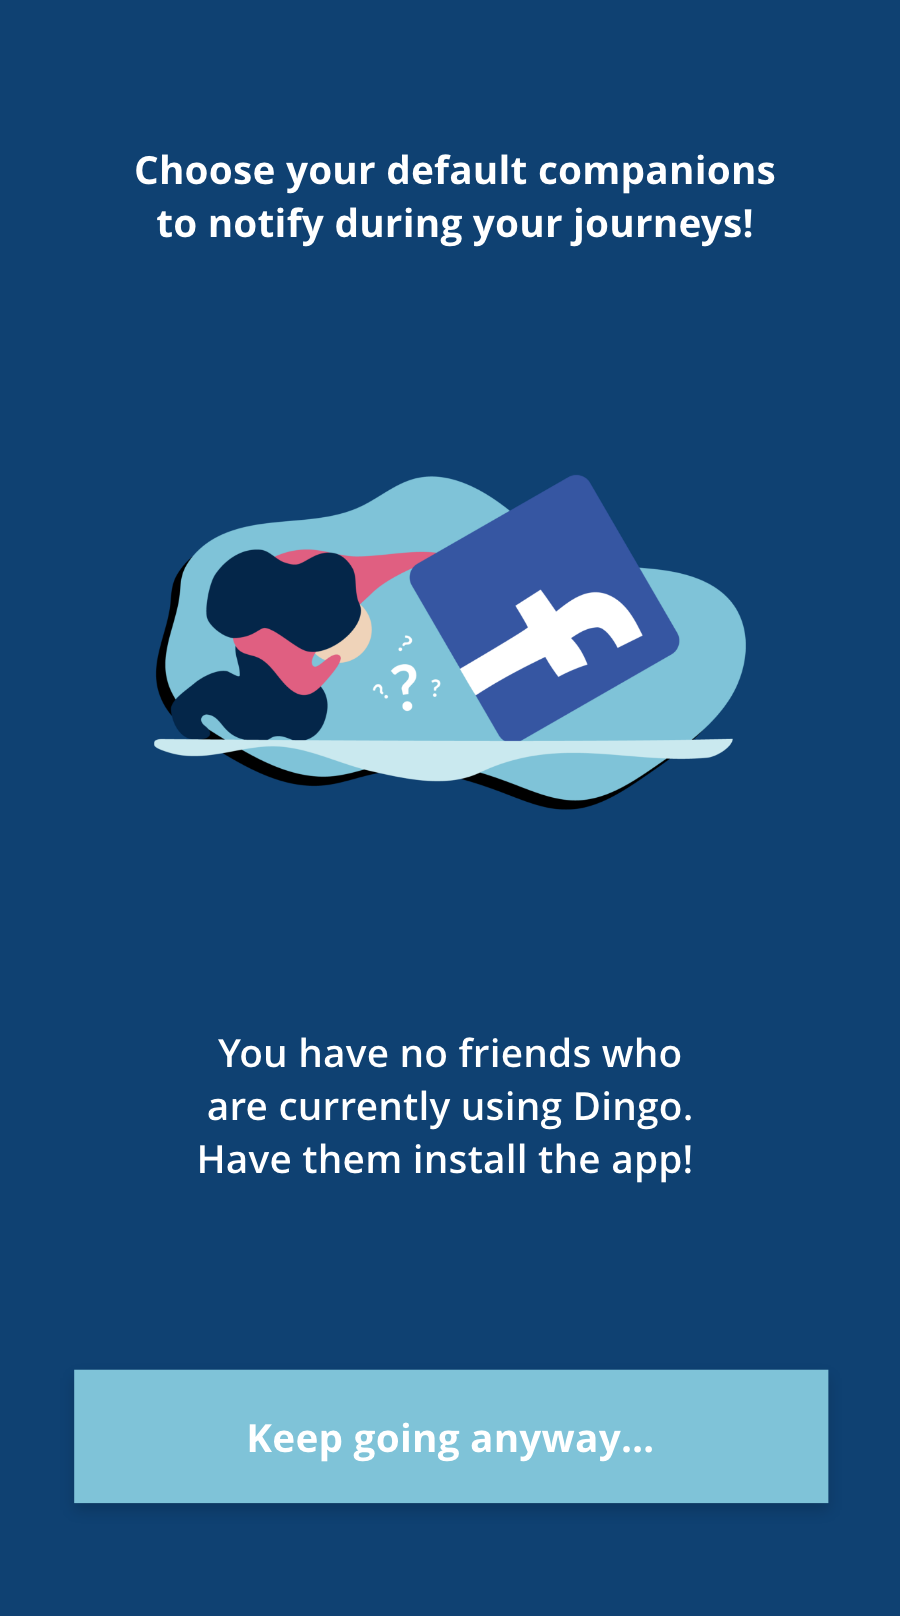 Choose your default companions
to notify during your journeys!
?
?
?
?
f
You have no friends who
are currently using Dingo.
Have them install the app!
Keep going anyway...